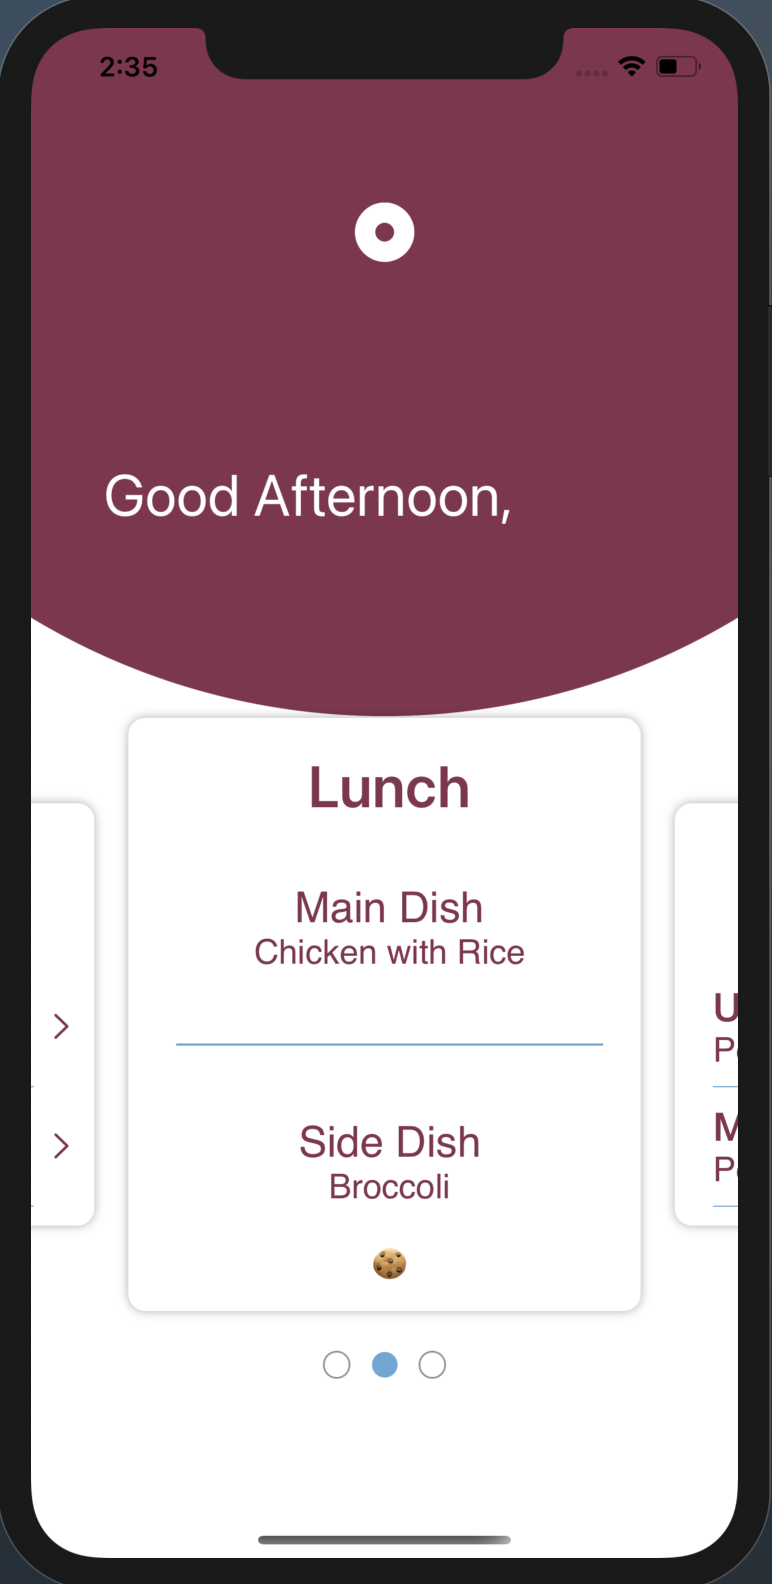 2:35
Good Afternoon,
Lunch
Main Dish
Chicken with Rice
Side Dish
Broccoli
U
P
M
P